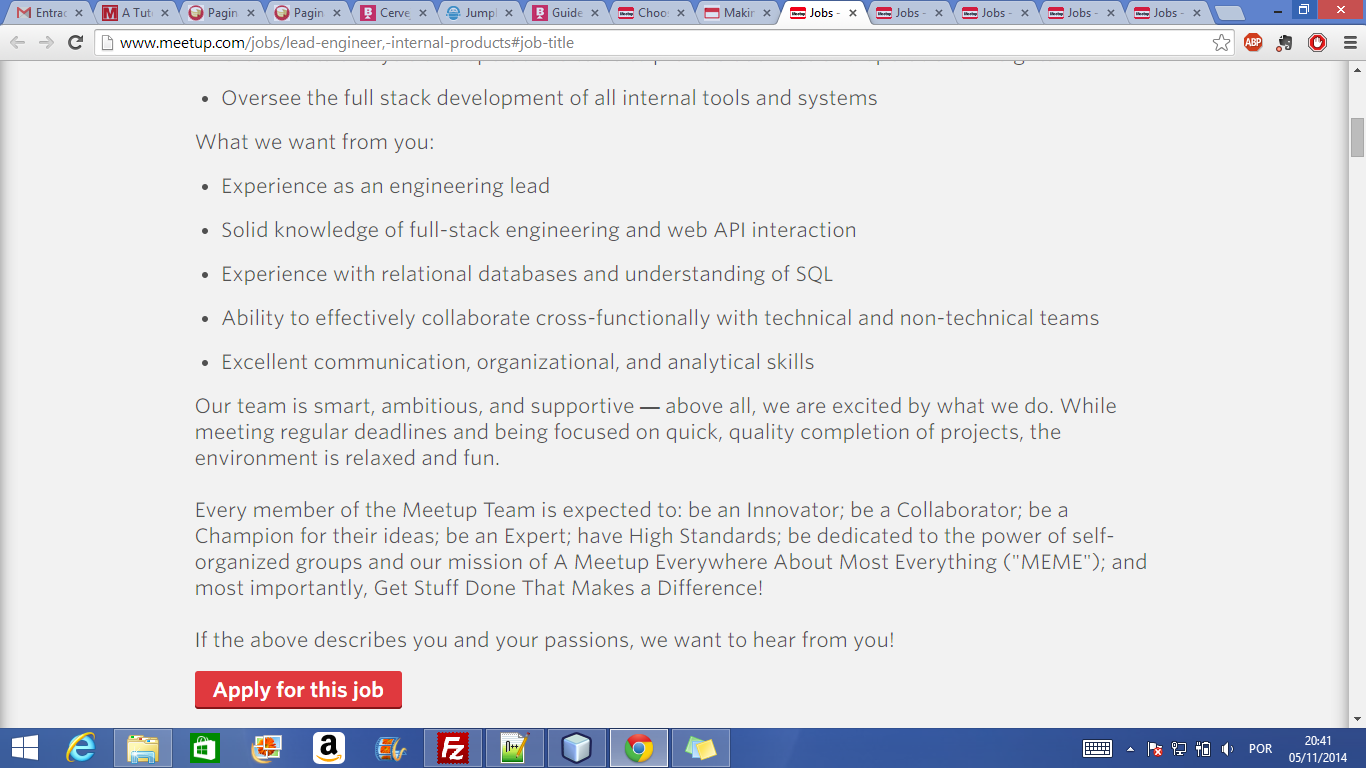 Entrad
A Tuto
Pagin
Pagin
Cerve
Jumpl
Guide
Choo
Makin
Jobs -
Jobs -
Jobs -
Jobs -
Jobs -
www.meetup.com/jobs/lead-engineer,-internal-products#job-title
ABP
• Oversee the full stack development of all internal tools and systems
What we want from you:
• Experience as an engineering lead
• Solid knowledge of full-stack engineering and web API interaction
• Experience with relational databases and understanding of SQL
• Ability to effectively collaborate cross-functionally with technical and non-technical teams
• Excellent communication, organizational, and analytical skills
Our team is smart, ambitious, and supportive — above all, we are excited by what we do. While
meeting regular deadlines and being focused on quick, quality completion of projects, the
environment is relaxed and fun.
Every member of the Meetup Team is expected to: be an Innovator; be a Collaborator; be a
Champion for their ideas; be an Expert; have High Standards; be dedicated to the power of self-
organized groups and our mission of A Meetup Everywhere About Most Everything ("MEME"); and
most importantly, Get Stuff Done That Makes a Difference!
If the above describes you and your passions, we want to hear from you!
Apply for this job
POR
20:41
05/11/2014